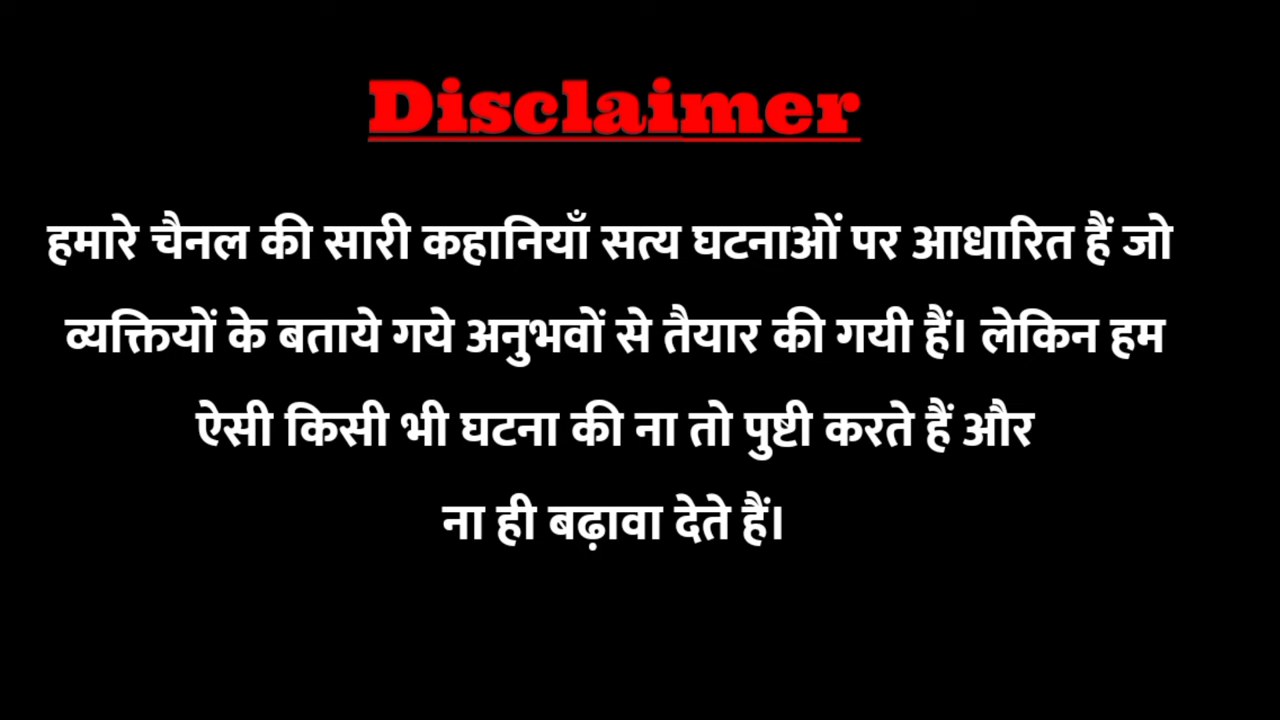 Disclaimer
हमारे चैनल की सारी कहानियाँ सत्य घटनाओं पर आधारित हैं जो
व्यक्तियों के बताये गये अनुभवों से तैयार की गयी हैं। लेकिन हम
ऐसी किसी भी घटना की ना तो पुष्टी करते हैं और
ना ही बढ़ावा देते हैं।